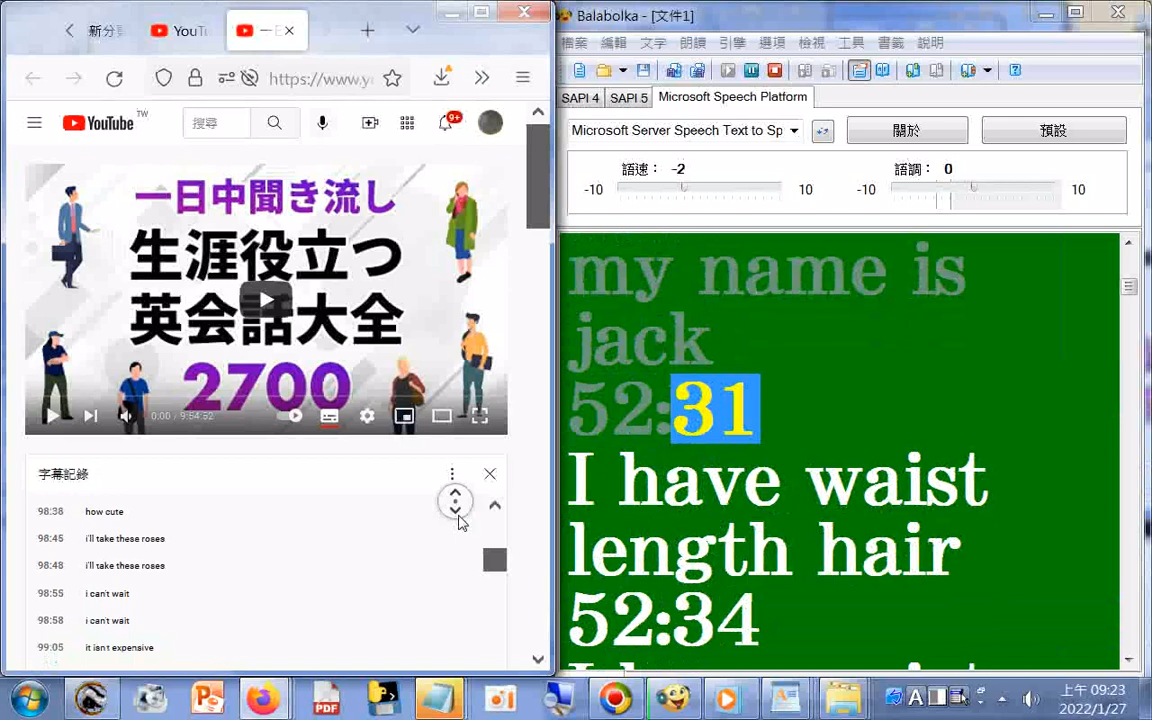 新分
YouT
一E
https://www.y
YouTube TW
搜尋
9+
一日中聞き流し
生涯役立つ
英会話大全
2700
0:00 / 9:54:52
字幕記錄
98:38 how cute
98:45 i'll take these roses
98:48 i'll take these roses
98:55 i can't wait
98:58 i can't wait
99:05 it isn't expensive
Balabolka - [文件1]
檔案 編輯 文字 朗讀 引擎 選項 檢視 工具 書籤 說明
SAPI 4 SAPI 5 Microsoft Speech Platform
Microsoft Server Speech Text to Sp
關於 預設
語速： -2 語調： 0
-10 10 -10 10
my name is
jack
52:31
I have waist
length hair
52:34
PDF
A
上午 09:23
2022/1/27